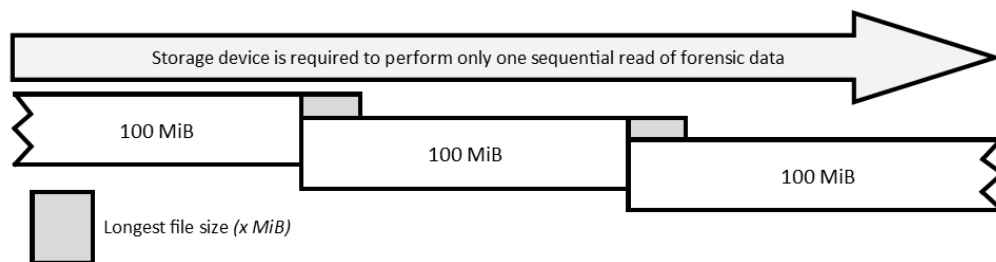 Storage device is required to perform only one sequential read of forensic data
100 MiB
100 MiB
100 MiB
Longest file size (x MiB)